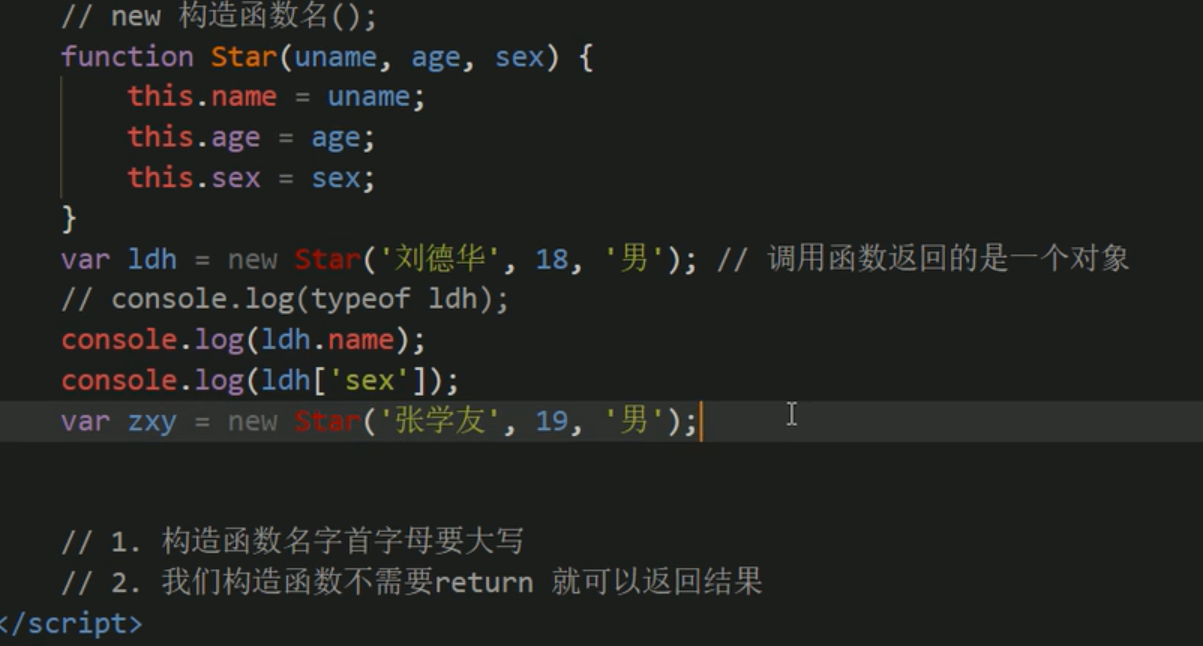 // new 构造函数名();
function Star(uname, age, sex) {
this.name = uname;
this.age = age;
this.sex = sex;
}
var ldh = new Star('刘德华', 18, '男'); // 调用函数返回的是一个对象
// console.log(typeof ldh);
console.log(ldh.name);
console.log(ldh['sex']);
var zxy = new Star('张学友', 19, '男');
// 1. 构造函数名字首字母要大写
// 2. 我们构造函数不需要return 就可以返回结果
</script>